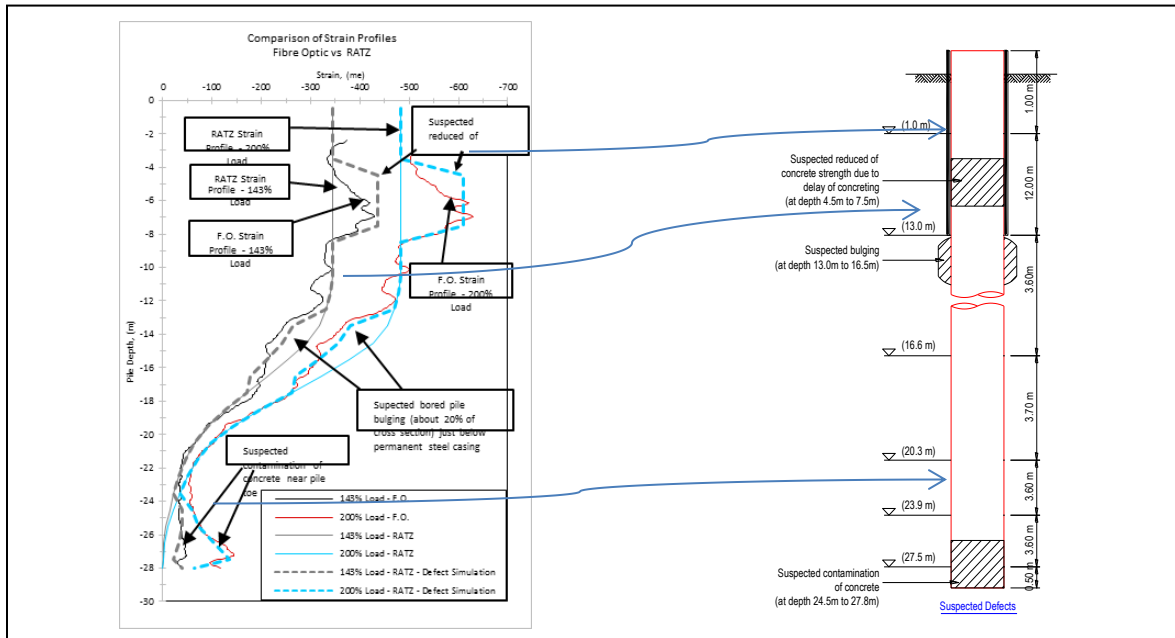 Comparison of Strain Profiles
Fibre Optic vs RATZ
Strain, (me)
0 -100 -200 -300 -400 -500 -600 -700
0
-2
-4
-6
-8
-10
-12
-14
-16
-18
-20
-22
-24
-26
-28
-30
Pile Depth, (m)
RATZ Strain
Profile - 200%
Load
RATZ Strain
Profile - 143%
Load
F.O. Strain
Profile - 143%
Load
Suspected
reduced of
F.O. Strain
Profile - 200%
Load
Supected bored pile
bulging (about 20% of
cross section) just below
permanent steel casing
Suspected
contamination of
concrete near pile
toe
143% Load - F.O.
200% Load - F.O.
143% Load - RATZ
200% Load - RATZ
143% Load - RATZ - Defect Simulation
200% Load - RATZ - Defect Simulation
(1.0 m)
Suspected reduced of
concrete strength due to
delay of concreting
(at depth 4.5m to 7.5m)
(13.0 m)
Suspected bulging
(at depth 13.0m to 16.5m)
(16.6 m)
(20.3 m)
(23.9 m)
(27.5 m)
Suspected contamination
of concrete
(at depth 24.5m to 27.8m)
1.00 m
12.00 m
3.60m
3.70 m
3.60 m
3.60 m
0.50 m
Suspected Defects